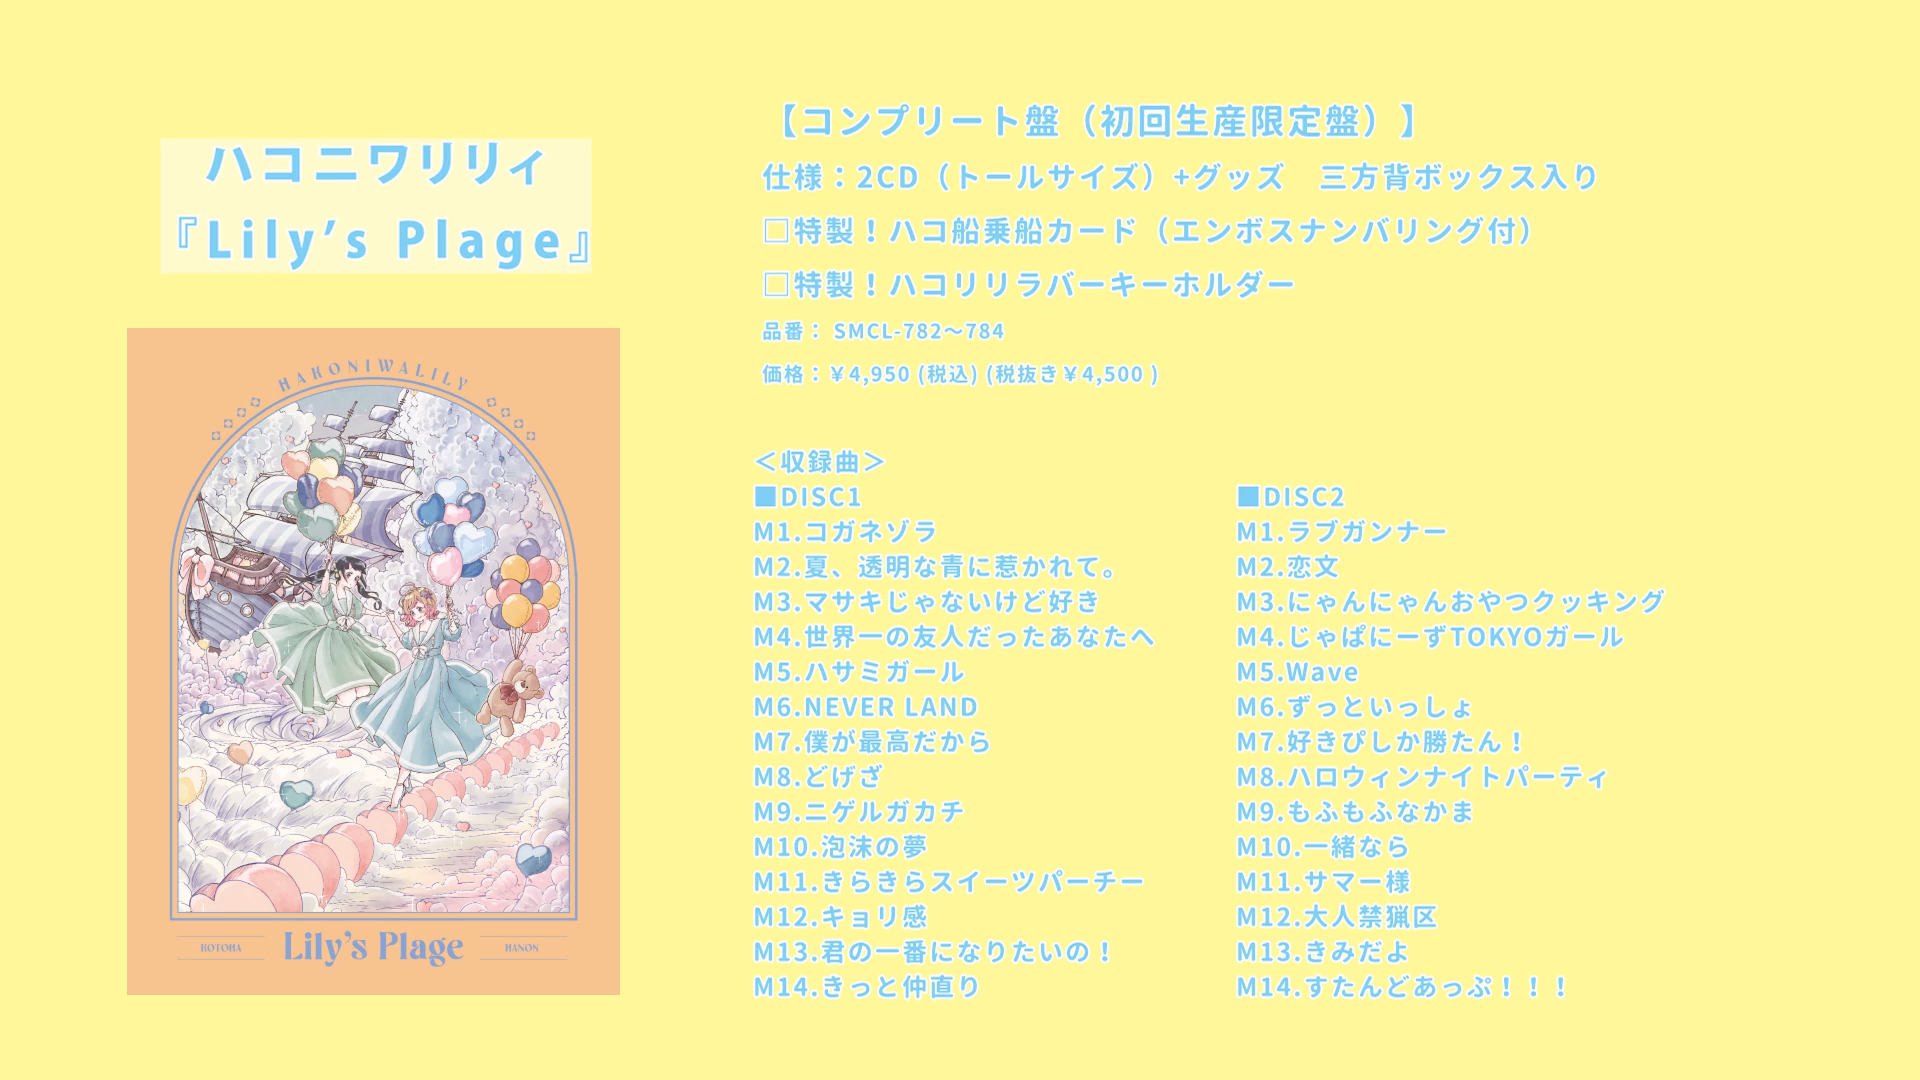 ハコニワリリィ
『Lily’s Plage』
HAKONIWALILY
KOTOHA
Lily’s Plage
HANON
【コンプリート盤（初回生産限定盤）】
仕様：2CD（トールサイズ）+グッズ　三方背ボックス入り
□特製！ハコ船乗船カード（エンボスナンバリング付）
□特製！ハコリリラバーキーホルダー
品番： SMCL-782～784
価格：￥4,950 (税込) (税抜き￥4,500 )
＜収録曲＞
■DISC1
M1.コガネゾラ
M2.夏、透明な青に惹かれて。
M3.マサキじゃないけど好き
M4.世界一の友人だったあなたへ
M5.ハサミガール
M6.NEVER LAND
M7.僕が最高だから
M8.どげざ
M9.ニゲルガカチ
M10.泡沫の夢
M11.きらきらスイーツパーチー
M12.キョリ感
M13.君の一番になりたいの！
M14.きっと仲直り
■DISC2
M1.ラブガンナー
M2.恋文
M3.にゃんにゃんおやつクッキング
M4.じゃぱにーずTOKYOガール
M5.Wave
M6.ずっといっしょ
M7.好きぴしか勝たん！
M8.ハロウィンナイトパーティ
M9.もふもふなかま
M10.一緒なら
M11.サマー様
M12.大人禁猟区
M13.きみだよ
M14.すたんどあっぷ！！！